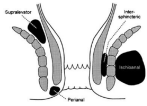 Supralevator
Inter-
sphincteric
Ischioanal
Perianal